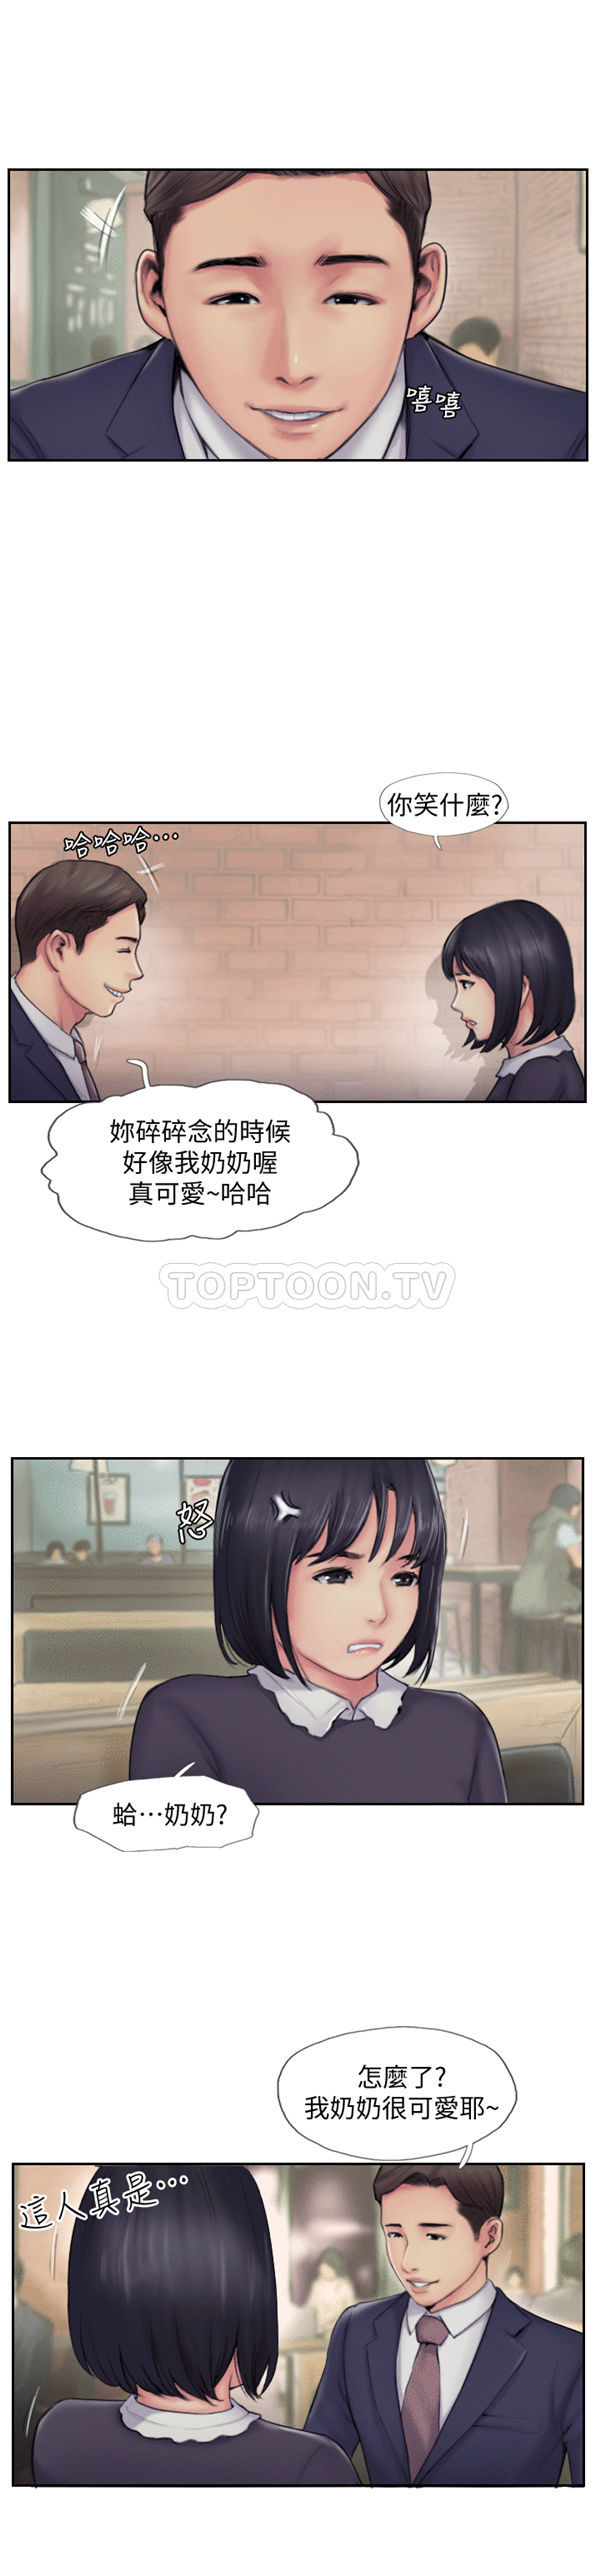 嘻嘻
你笑什麼?
哈哈哈…
妳碎碎念的時候
好像我奶奶喔
真可愛~哈哈
TOPTOON.TV
怒
蛤…奶奶?
怎麼了?
我奶奶很可愛耶~
這人真是…